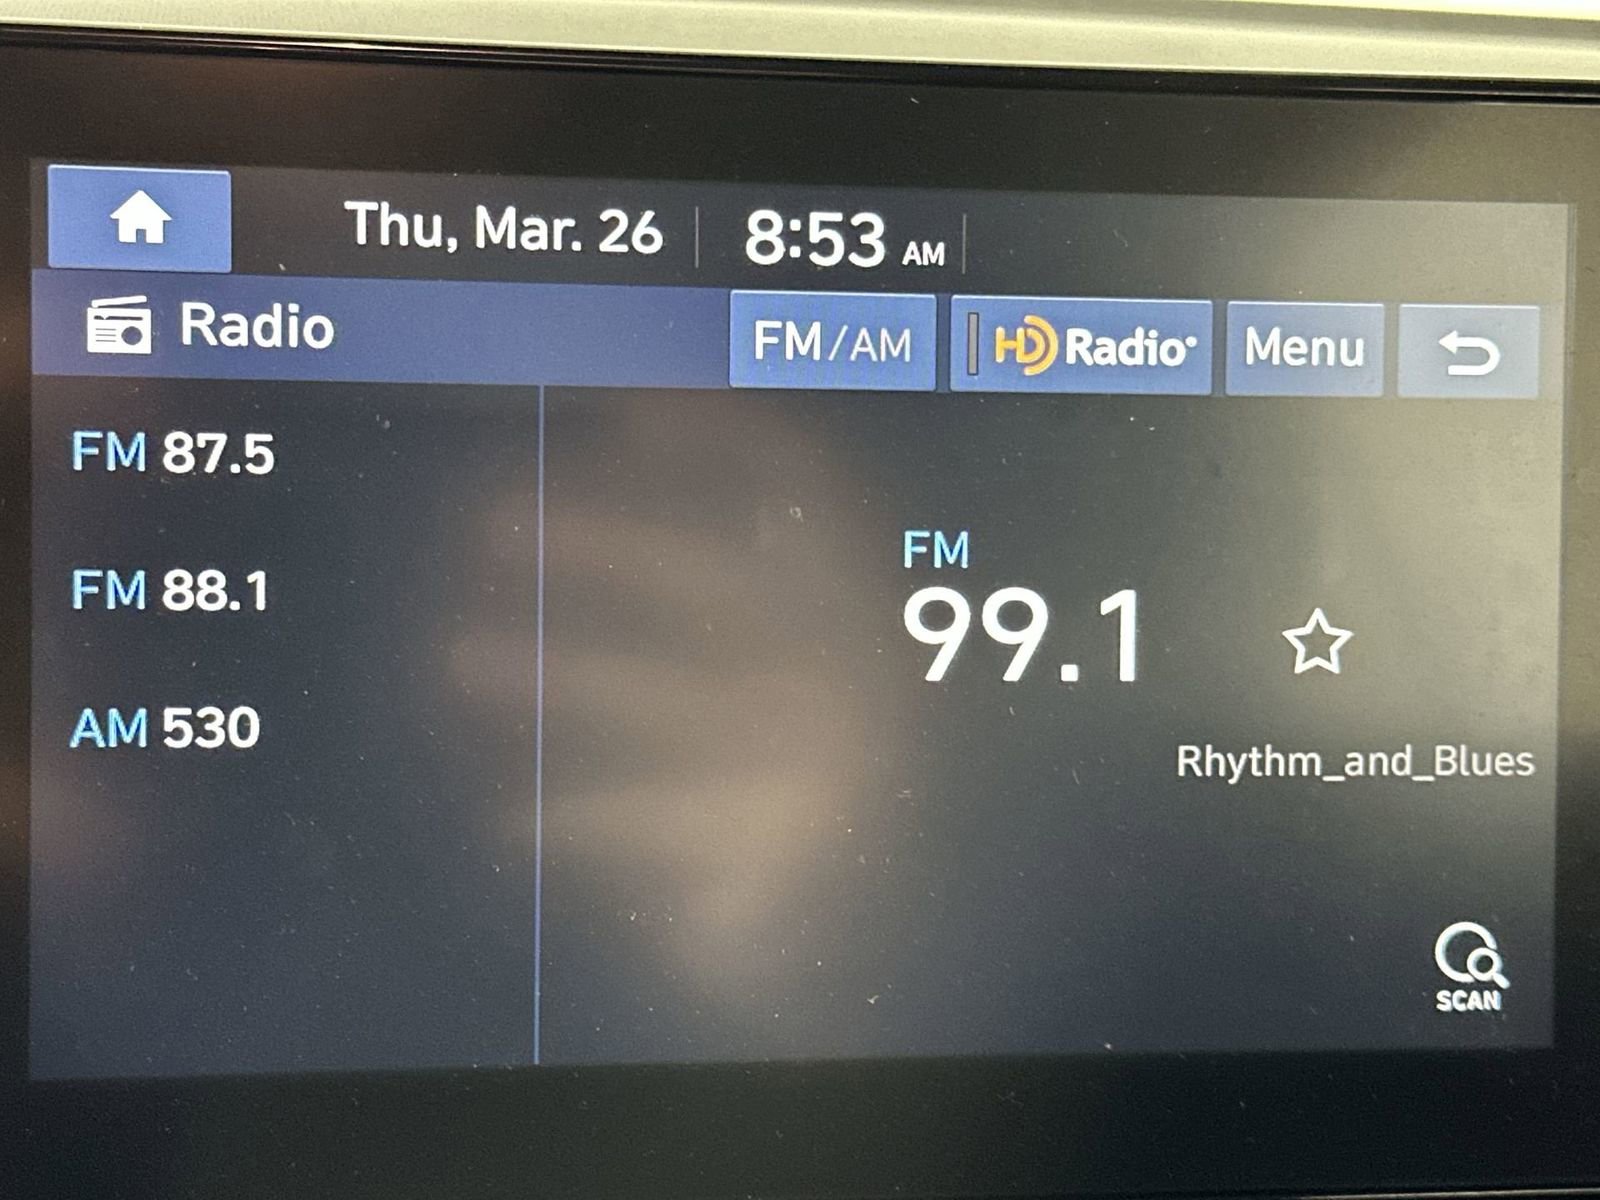 Thu, Mar. 26 8:53 AM
Radio FM/AM HD Radio® Menu
FM 87.5
FM 88.1
AM 530
FM
99.1
Rhythm_and_Blues
SCAN